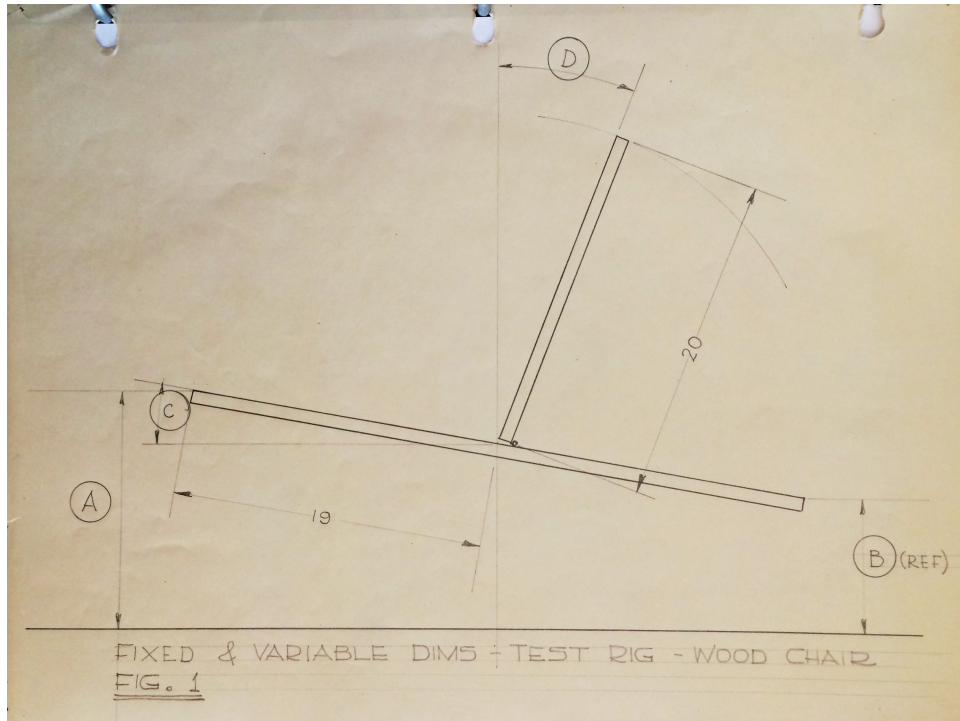 D
20
C
A
19
B (REF)
FIXED & VARIABLE DIMS - TEST RIG - WOOD CHAIR
FIG. 1